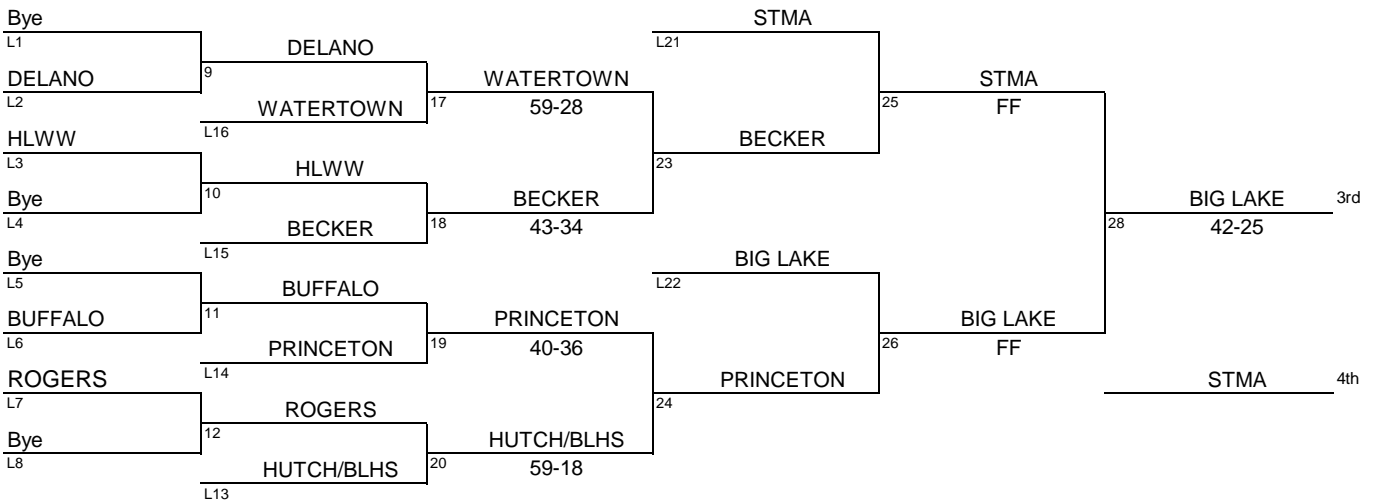 Bye
STMA
L1
DELANO
L21
DELANO
9
WATERTOWN
STMA
L2
WATERTOWN
17
59-28
25
FF
HLWW
L16
BECKER
L3
HLWW
23
Bye
10
BECKER
BIG LAKE
3rd
L4
BECKER
18
43-34
28
42-25
Bye
L15
BIG LAKE
L5
BUFFALO
L22
BUFFALO
11
PRINCETON
BIG LAKE
L6
PRINCETON
19
40-36
26
FF
ROGERS
L14
PRINCETON
STMA
4th
L7
ROGERS
24
Bye
12
HUTCH/BLHS
L8
HUTCH/BLHS
20
59-18
L13